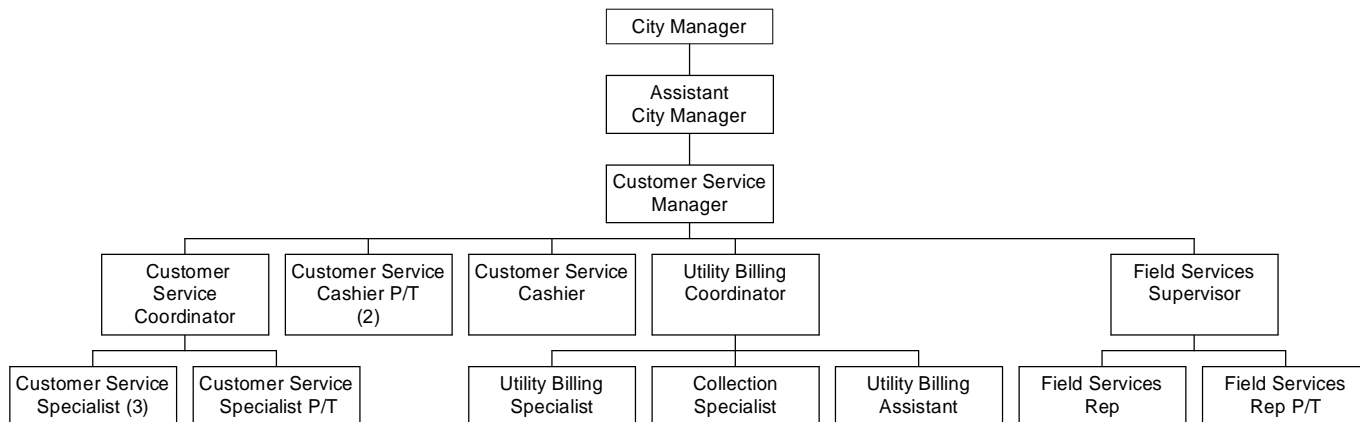 City Manager
Assistant
City Manager
Customer Service
Manager
Customer
Service
Coordinator
Customer Service
Cashier P/T
(2)
Customer Service
Cashier
Utility Billing
Coordinator
Field Services
Supervisor
Customer Service
Specialist (3)
Customer Service
Specialist P/T
Utility Billing
Specialist
Collection
Specialist
Utility Billing
Assistant
Field Services
Rep
Field Services
Rep P/T